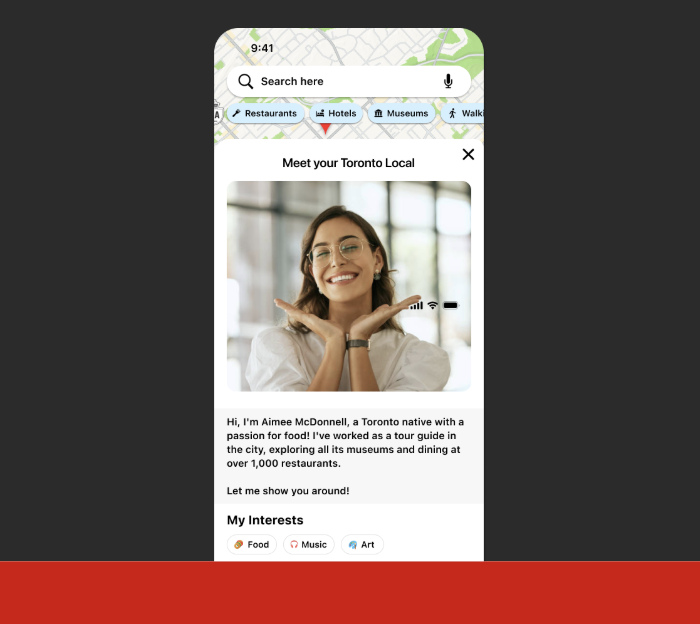 9:41
Search here
A
Restaurants
Hotels
Museums
Walki
Meet your Toronto Local
Hi, I'm Aimee McDonnell, a Toronto native with a
passion for food! I've worked as a tour guide in
the city, exploring all its museums and dining at
over 1,000 restaurants.
Let me show you around!
My Interests
Food
Music
Art